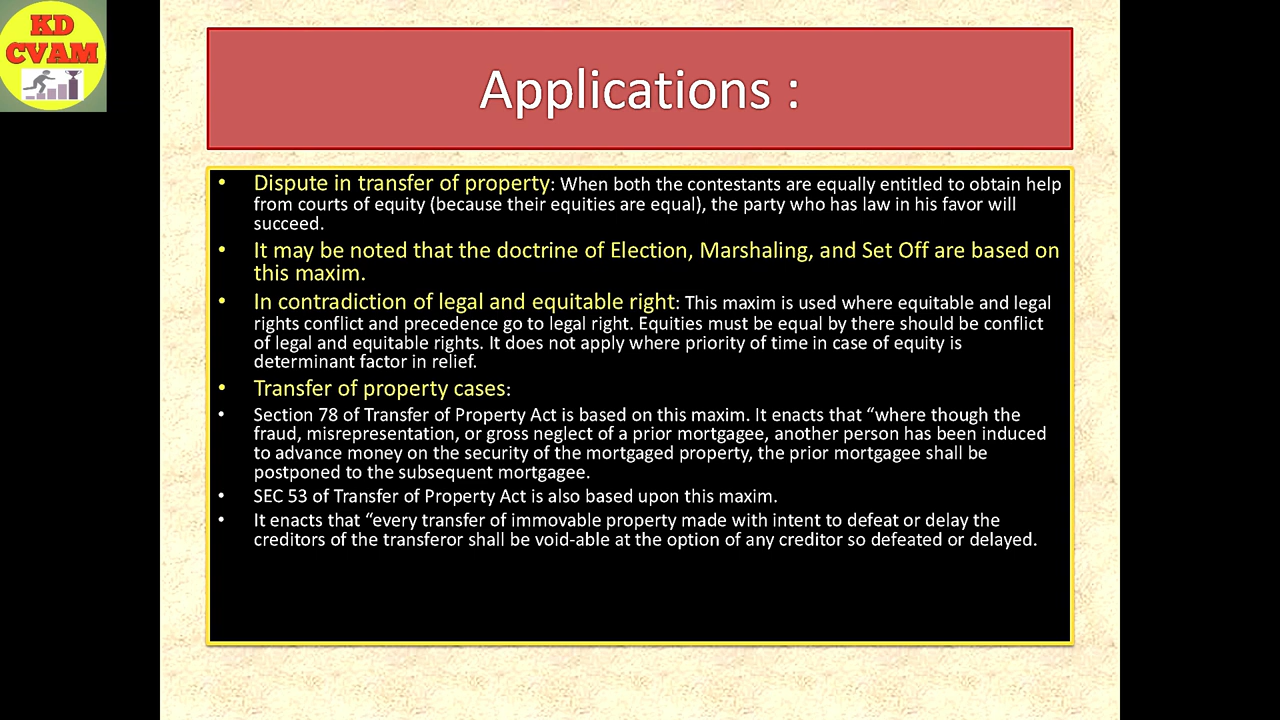 KD
CVAM
Applications :
• Dispute in transfer of property: When both the contestants are equally entitled to obtain help
from courts of equity (because their equities are equal), the party who has law in his favor will
succeed.
• It may be noted that the doctrine of Election, Marshaling, and Set Off are based on
this maxim.
• In contradiction of legal and equitable right: This maxim is used where equitable and legal
rights conflict and precedence go to legal right. Equities must be equal by there should be conflict
of legal and equitable rights. It does not apply where priority of time in case of equity is
determinant factor in relief.
• Transfer of property cases:
• Section 78 of Transfer of Property Act is based on this maxim. It enacts that “where though the
fraud, misrepresentation, or gross neglect of a prior mortgagee, another person has been induced
to advance money on the security of the mortgaged property, the prior mortgagee shall be
postponed to the subsequent mortgagee.
• SEC 53 of Transfer of Property Act is also based upon this maxim.
• It enacts that “every transfer of immovable property made with intent to defeat or delay the
creditors of the transferor shall be void-able at the option of any creditor so defeated or delayed.